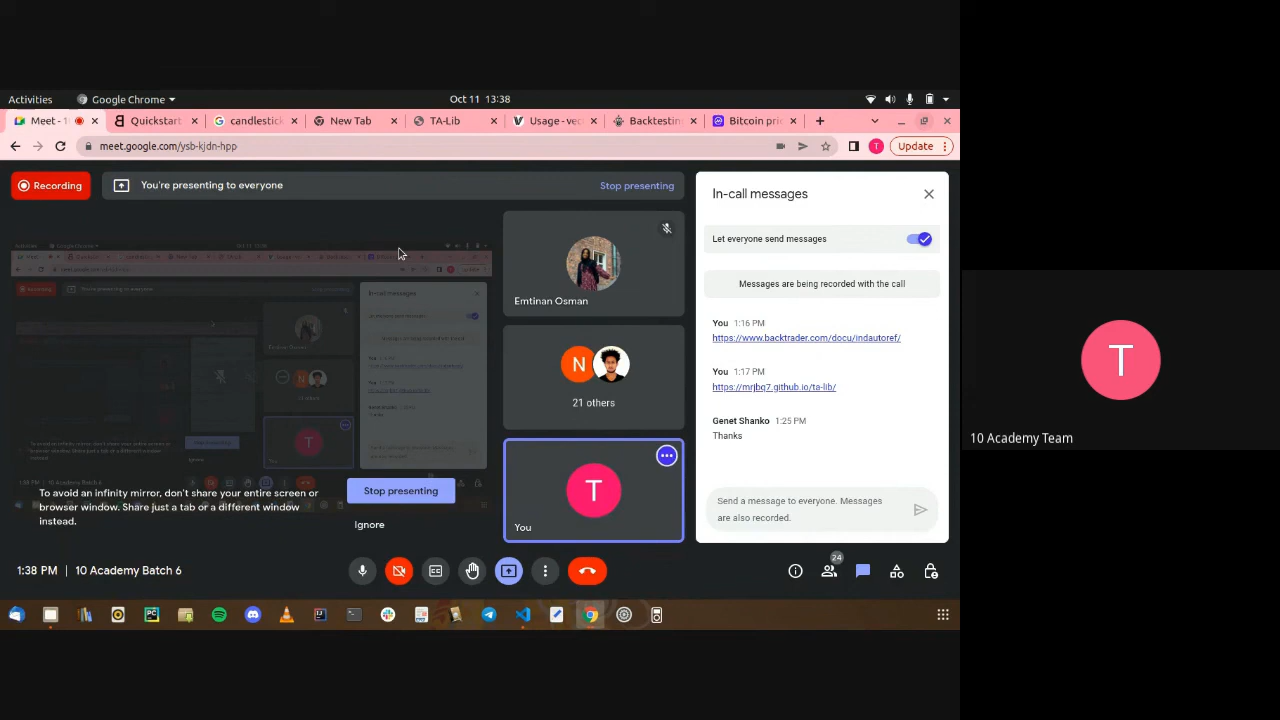 Activities
Google Chrome
Oct 11 13:38
Meet - 1
Quickstart
candlestick
New Tab
TA-Lib
Usage - vec
Backtesting
Bitcoin pri
meet.google.com/ysb-kjdn-hpp
T
Update
Recording
You're presenting to everyone
Stop presenting
Emtinan Osman
N
21 others
T
You
To avoid an infinity mirror, don't share your entire screen or
browser window. Share just a tab or a different window
instead.
Stop presenting
Ignore
In-call messages
Let everyone send messages
Messages are being recorded with the call
You 1:16 PM
https://www.backtrader.com/docu/indautoref/
You 1:17 PM
https://mrjbq7.github.io/ta-lib/
Genet Shanko 1:25 PM
Thanks
Send a message to everyone. Messages
are also recorded.
1:38 PM | 10 Academy Batch 6
24
T
10 Academy Team